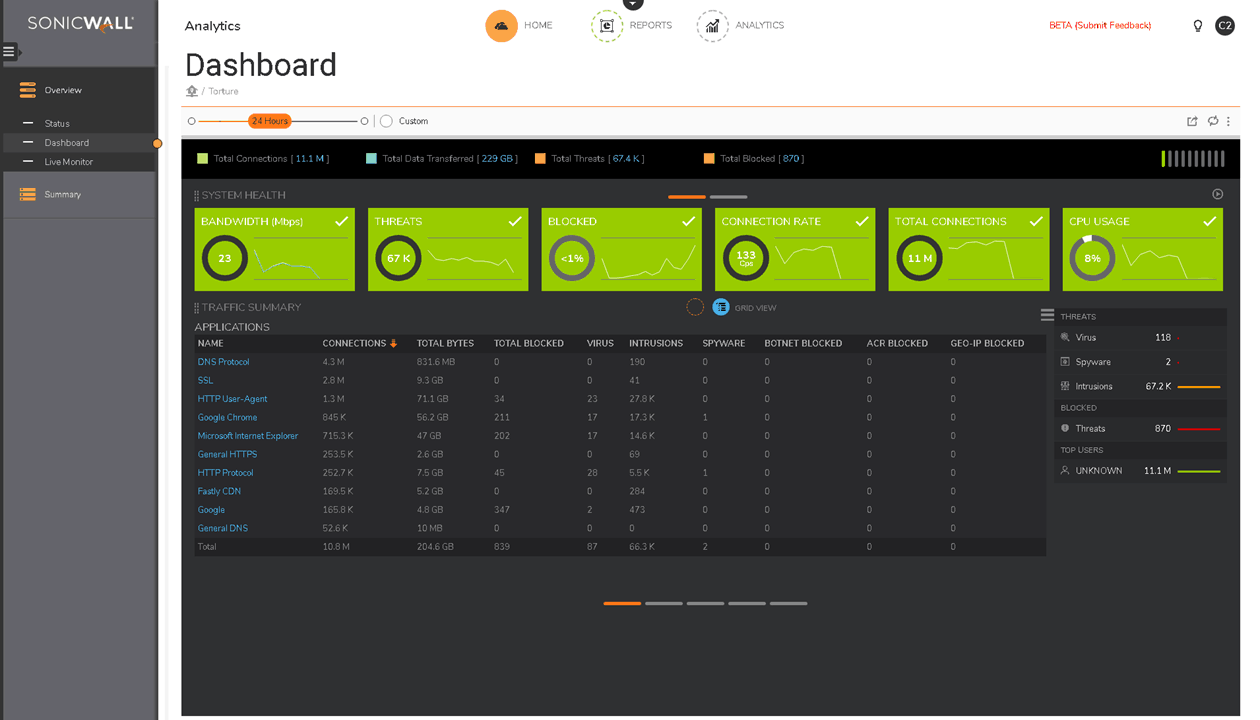 SONICWALL
Analytics
HOME
REPORTS
ANALYTICS
BETA (Submit Feedback)
C2
Dashboard
/ Torture
Overview
Status
Dashboard
Live Monitor
Summary
24 Hours
Custom
Total Connections [ 11.1 M ]
Total Data Transferred [ 229 GB ]
Total Threats [ 67.4 K ]
Total Blocked [ 870 ]
SYSTEM HEALTH
BANDWIDTH (Mbps)
23
THREATS
67 K
BLOCKED
<1%
CONNECTION RATE
133
Cps
TOTAL CONNECTIONS
11 M
CPU USAGE
8%
TRAFFIC SUMMARY
GRID VIEW
APPLICATIONS
NAME CONNECTIONS TOTAL BYTES TOTAL BLOCKED VIRUS INTRUSIONS SPYWARE BOTNET BLOCKED ACR BLOCKED GEO-IP BLOCKED
DNS Protocol 4.3 M 831.6 MB 0 0 190 0 0 0 0
SSL 2.8 M 9.3 GB 0 0 41 0 0 0 0
HTTP User-Agent 1.3 M 71.1 GB 34 23 27.8 K 0 0 0 0
Google Chrome 845 K 56.2 GB 211 17 17.3 K 1 0 0 0
Microsoft Internet Explorer 715.3 K 47 GB 202 17 14.6 K 0 0 0 0
General HTTPS 253.5 K 2.6 GB 0 0 69 0 0 0 0
HTTP Protocol 252.7 K 7.5 GB 45 28 5.5 K 1 0 0 0
Fastly CDN 169.5 K 5.2 GB 0 0 284 0 0 0 0
Google 165.8 K 4.8 GB 347 2 473 0 0 0 0
General DNS 52.6 K 10 MB 0 0 0 0 0 0 0
Total 10.8 M 204.6 GB 839 87 66.3 K 2 0 0 0
THREATS
Virus 118
Spyware 2
Intrusions 67.2 K
BLOCKED
Threats 870
TOP USERS
UNKNOWN 11.1 M